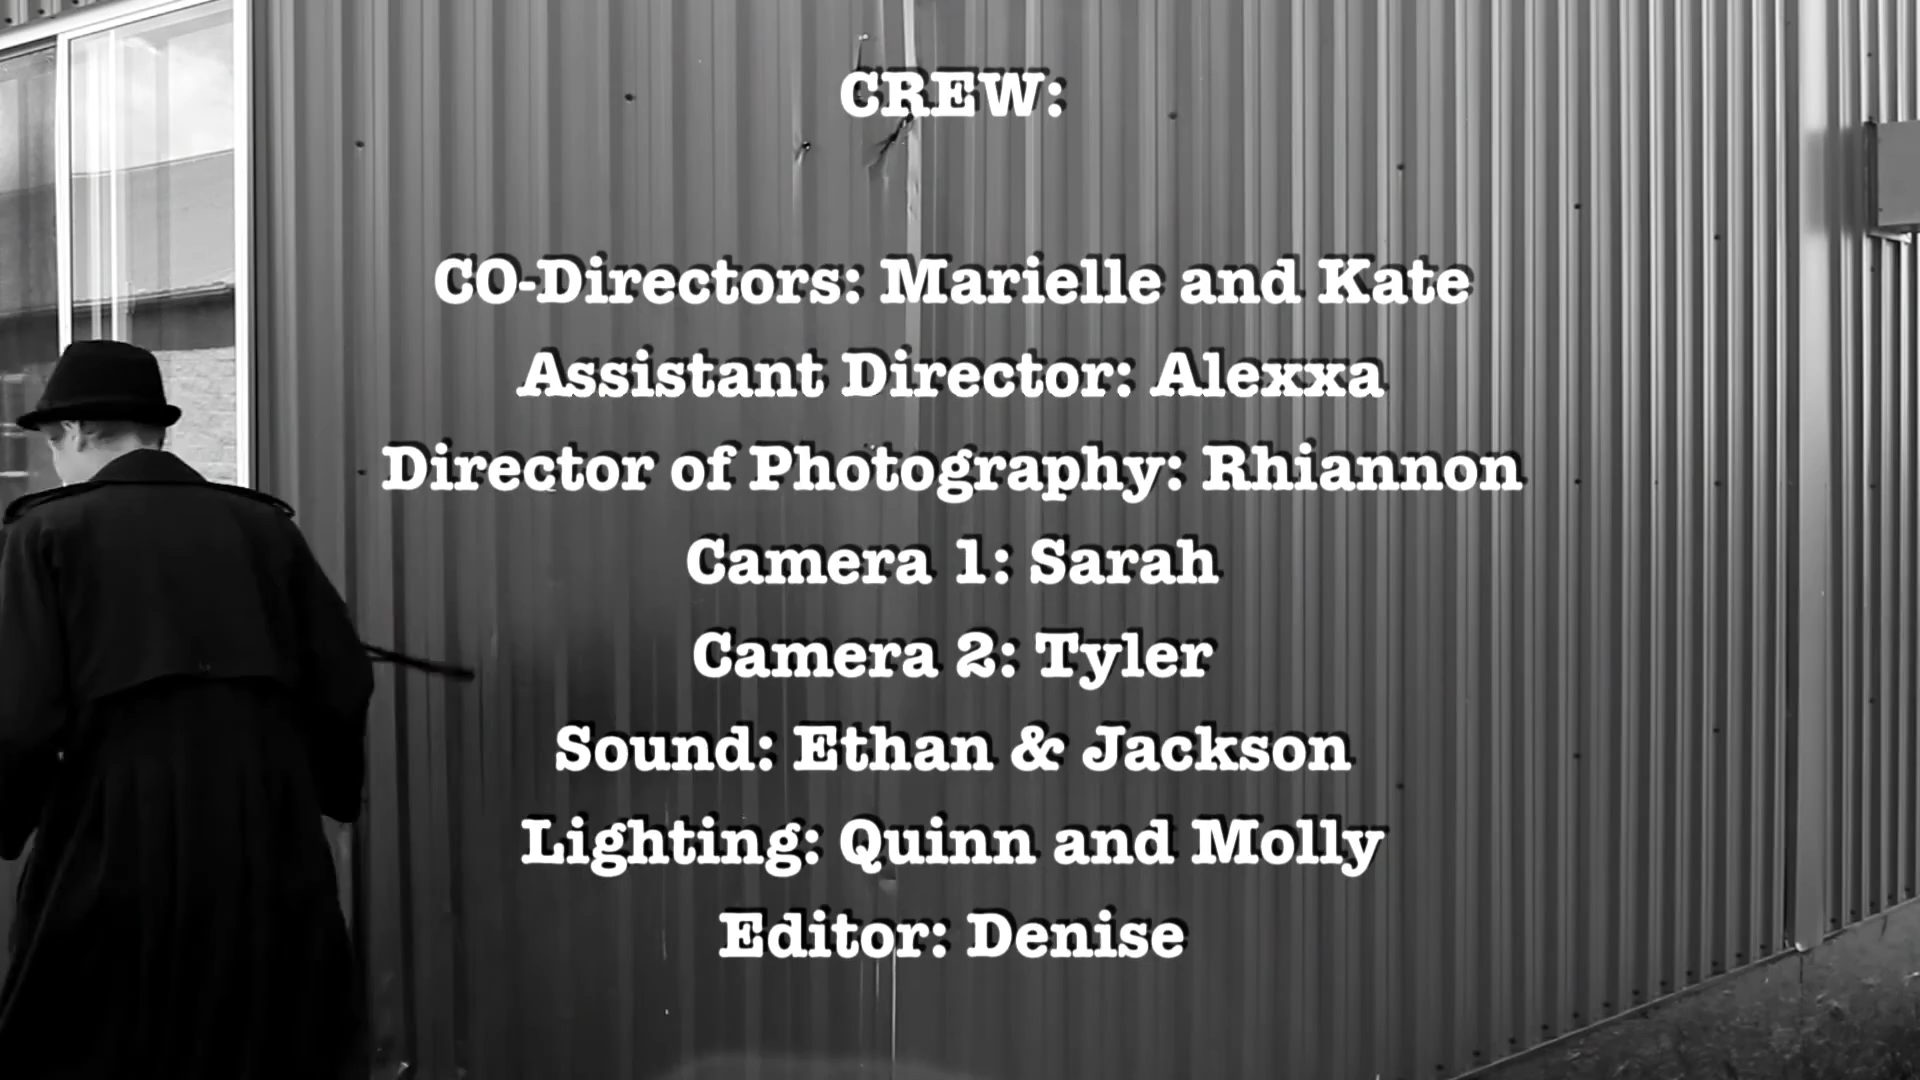 CREW:
CO-Directors: Marielle and Kate
Assistant Director: Alexxa
Director of Photography: Rhiannon
Camera 1: Sarah
Camera 2: Tyler
Sound: Ethan & Jackson
Lighting: Quinn and Molly
Editor: Denise